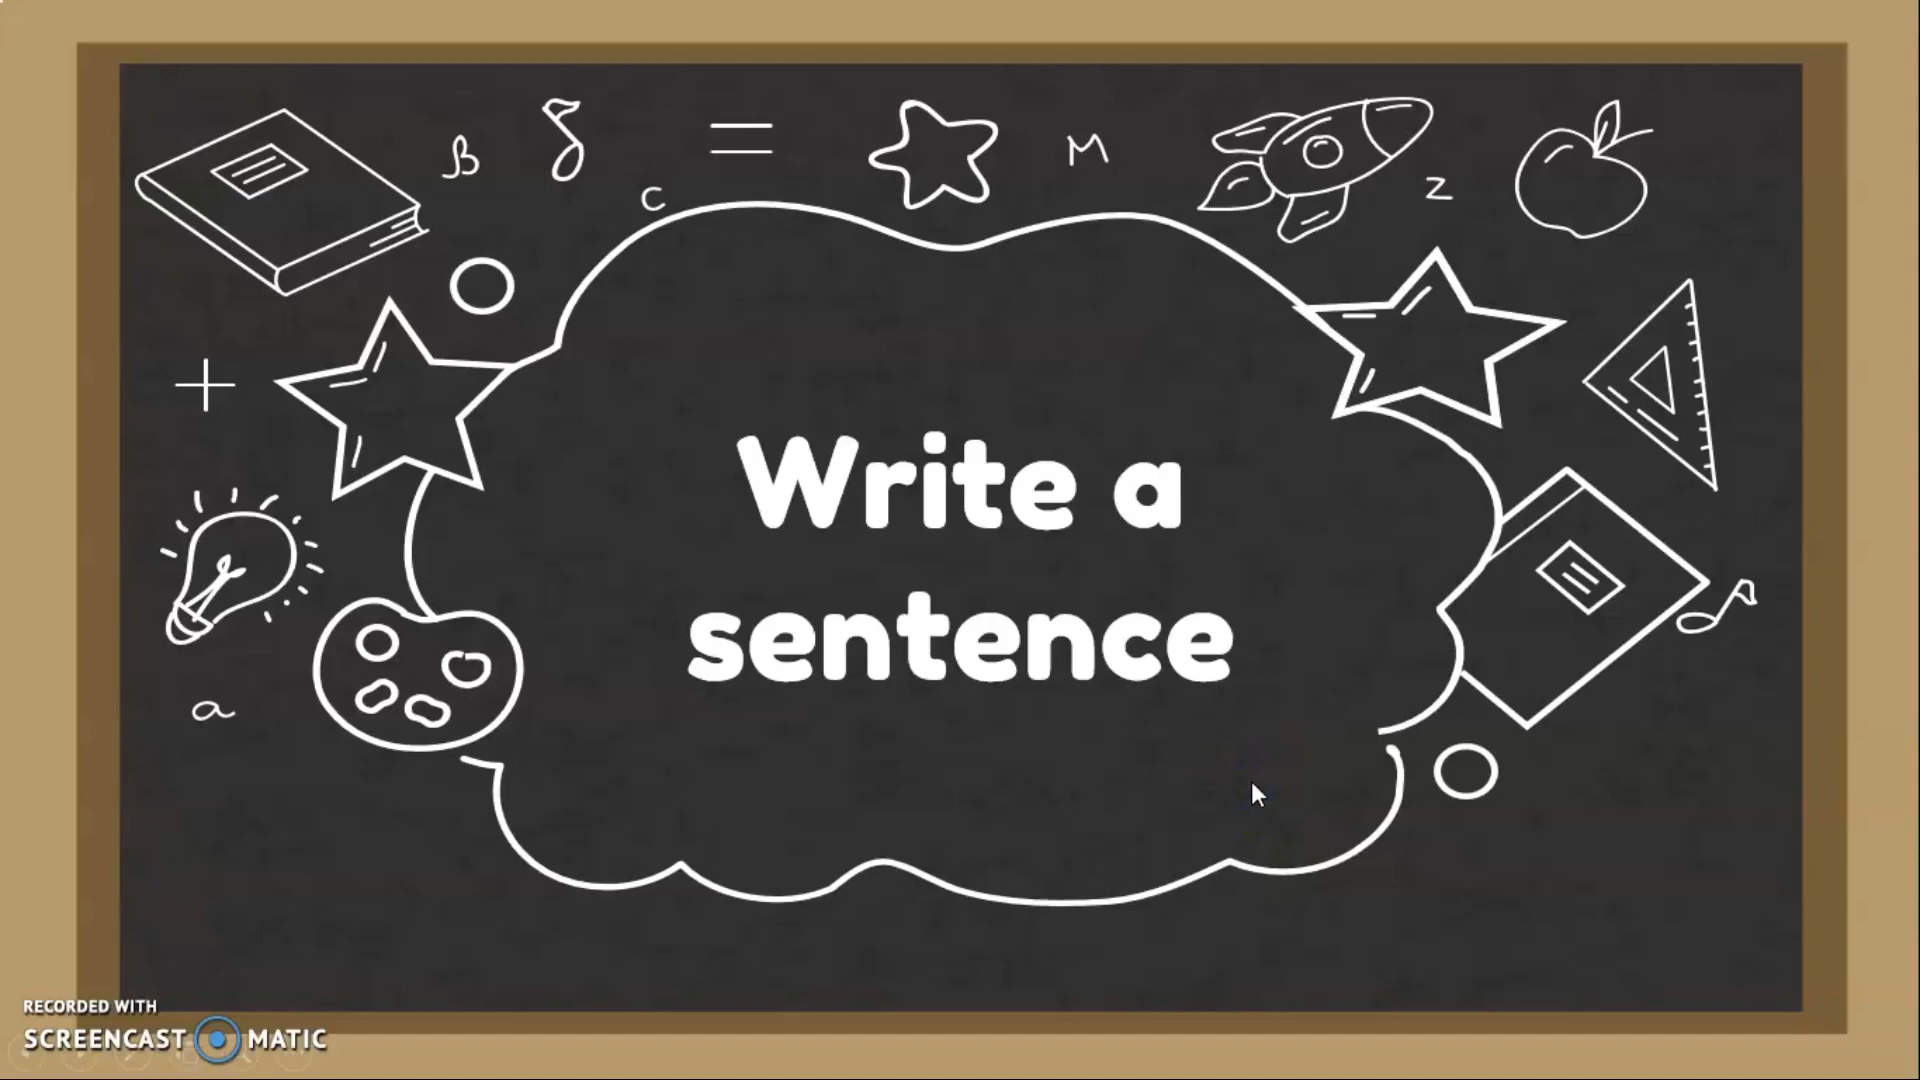 B
C
=
M
Z
+
Write a
sentence
a
RECORDED WITH
SCREENCAST MATIC